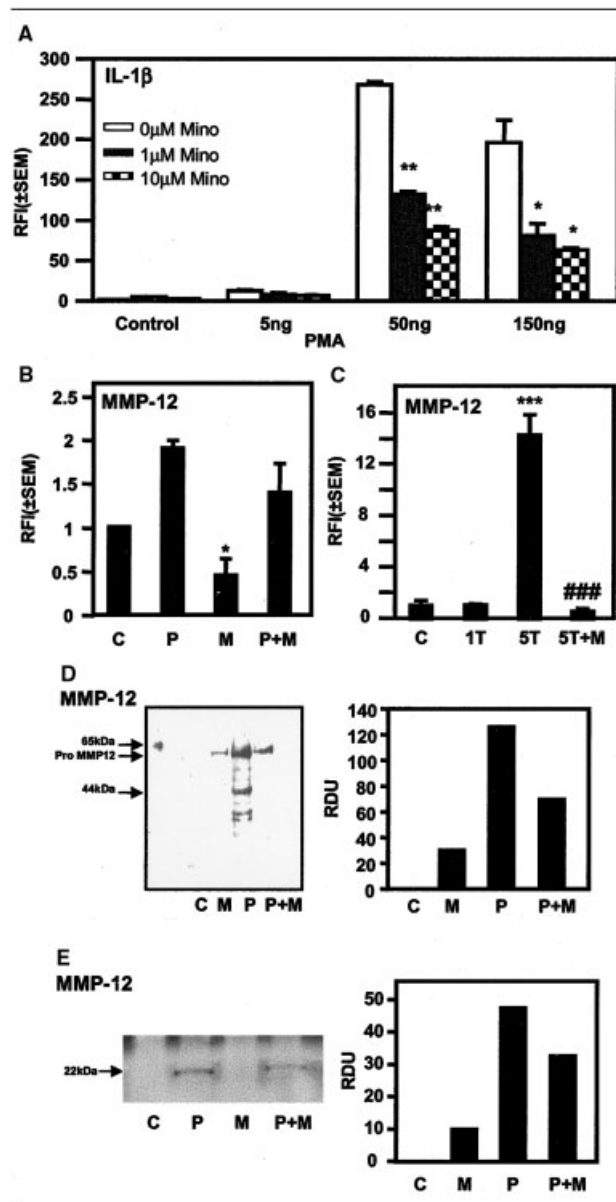 A
IL-1β
0μM Mino
1μM Mino
10μM Mino
RFI(±SEM)
300
250
200
150
100
50
0
** ** * *
Control 5ng 50ng 150ng
PMA
B
MMP-12
RFI(±SEM)
2.5
2
1.5
1
0.5
0
*
C P M P+M
C
MMP-12
RFI(±SEM)
16
12
8
4
0
***
###
C 1T 5T 5T+M
D
MMP-12
65kDa
Pro MMP12
44kDa
C M P P+M
RDU
140
120
100
80
60
40
20
0
C M P P+M
E
MMP-12
22kDa
C P M P+M
RDU
50
40
30
20
10
0
C M P P+M